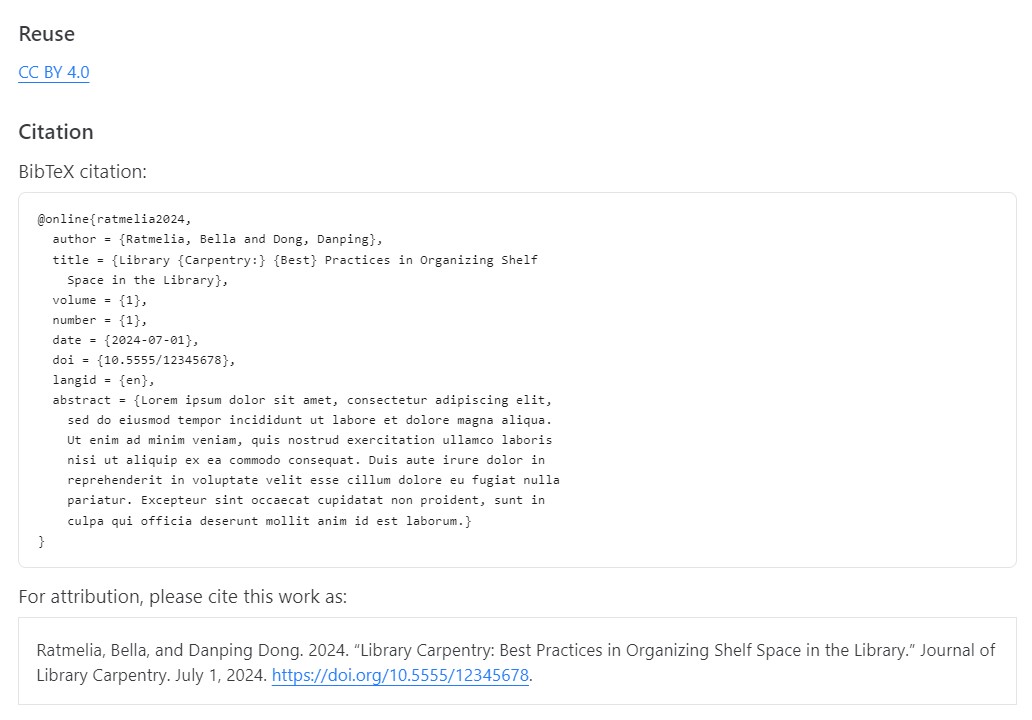 Reuse
CC BY 4.0
Citation
BibTeX citation:
@online{ratmelia2024,
  author = {Ratmelia, Bella and Dong, Danping},
  title = {Library {Carpentry:} {Best} Practices in Organizing Shelf
    Space in the Library},
  volume = {1},
  number = {1},
  date = {2024-07-01},
  doi = {10.5555/12345678},
  langid = {en},
  abstract = {Lorem ipsum dolor sit amet, consectetur adipiscing elit,
    sed do eiusmod tempor incididunt ut labore et dolore magna aliqua.
    Ut enim ad minim veniam, quis nostrud exercitation ullamco laboris
    nisi ut aliquip ex ea commodo consequat. Duis aute irure dolor in
    reprehenderit in voluptate velit esse cillum dolore eu fugiat nulla
    pariatur. Excepteur sint occaecat cupidatat non proident, sunt in
    culpa qui officia deserunt mollit anim id est laborum.}
}
For attribution, please cite this work as:
Ratmelia, Bella, and Danping Dong. 2024. “Library Carpentry: Best Practices in Organizing Shelf Space in the Library.” Journal of
Library Carpentry. July 1, 2024. https://doi.org/10.5555/12345678.